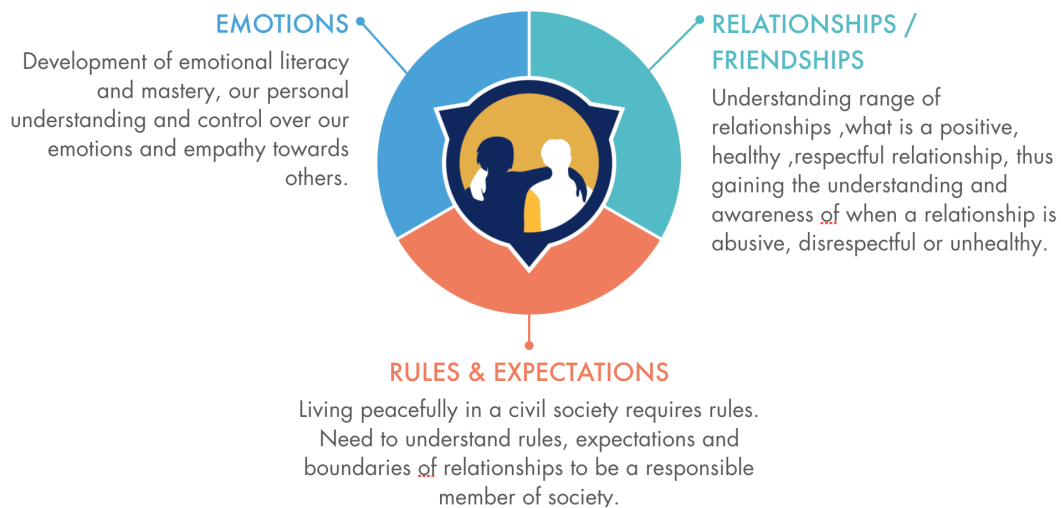 EMOTIONS
Development of emotional literacy
and mastery, our personal
understanding and control over our
emotions and empathy towards
others.
RELATIONSHIPS /
FRIENDSHIPS
Understanding range of
relationships ,what is a positive,
healthy ,respectful relationship, thus
gaining the understanding and
awareness of when a relationship is
abusive, disrespectful or unhealthy.
RULES & EXPECTATIONS
Living peacefully in a civil society requires rules.
Need to understand rules, expectations and
boundaries of relationships to be a responsible
member of society.